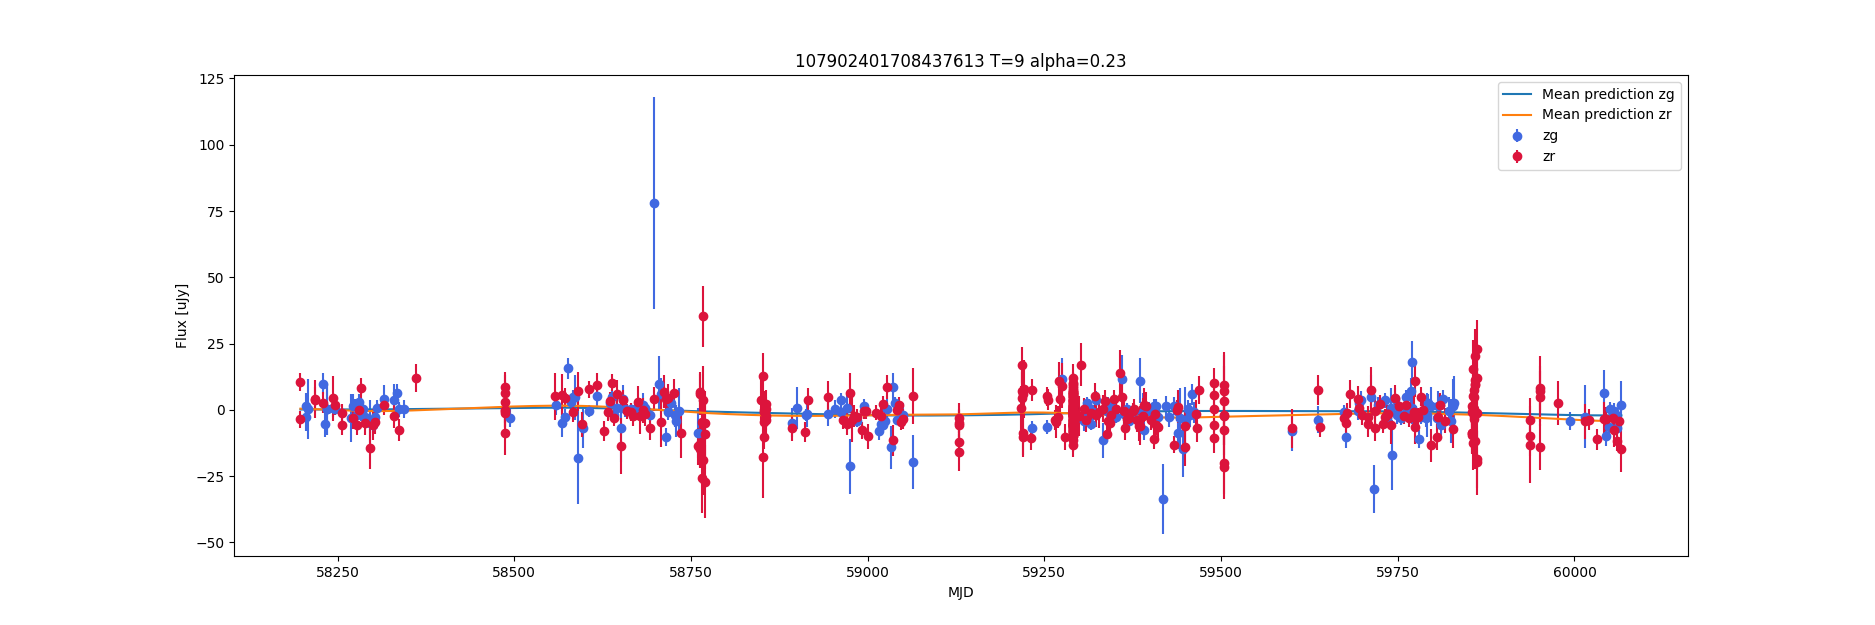 107902401708437613 T=9 alpha=0.23
125
100
75
50
25
0
−25
−50
Flux [uJy]
Mean prediction zg
Mean prediction zr
zg
zr
58250 58500 58750 59000 59250 59500 59750 60000
MJD